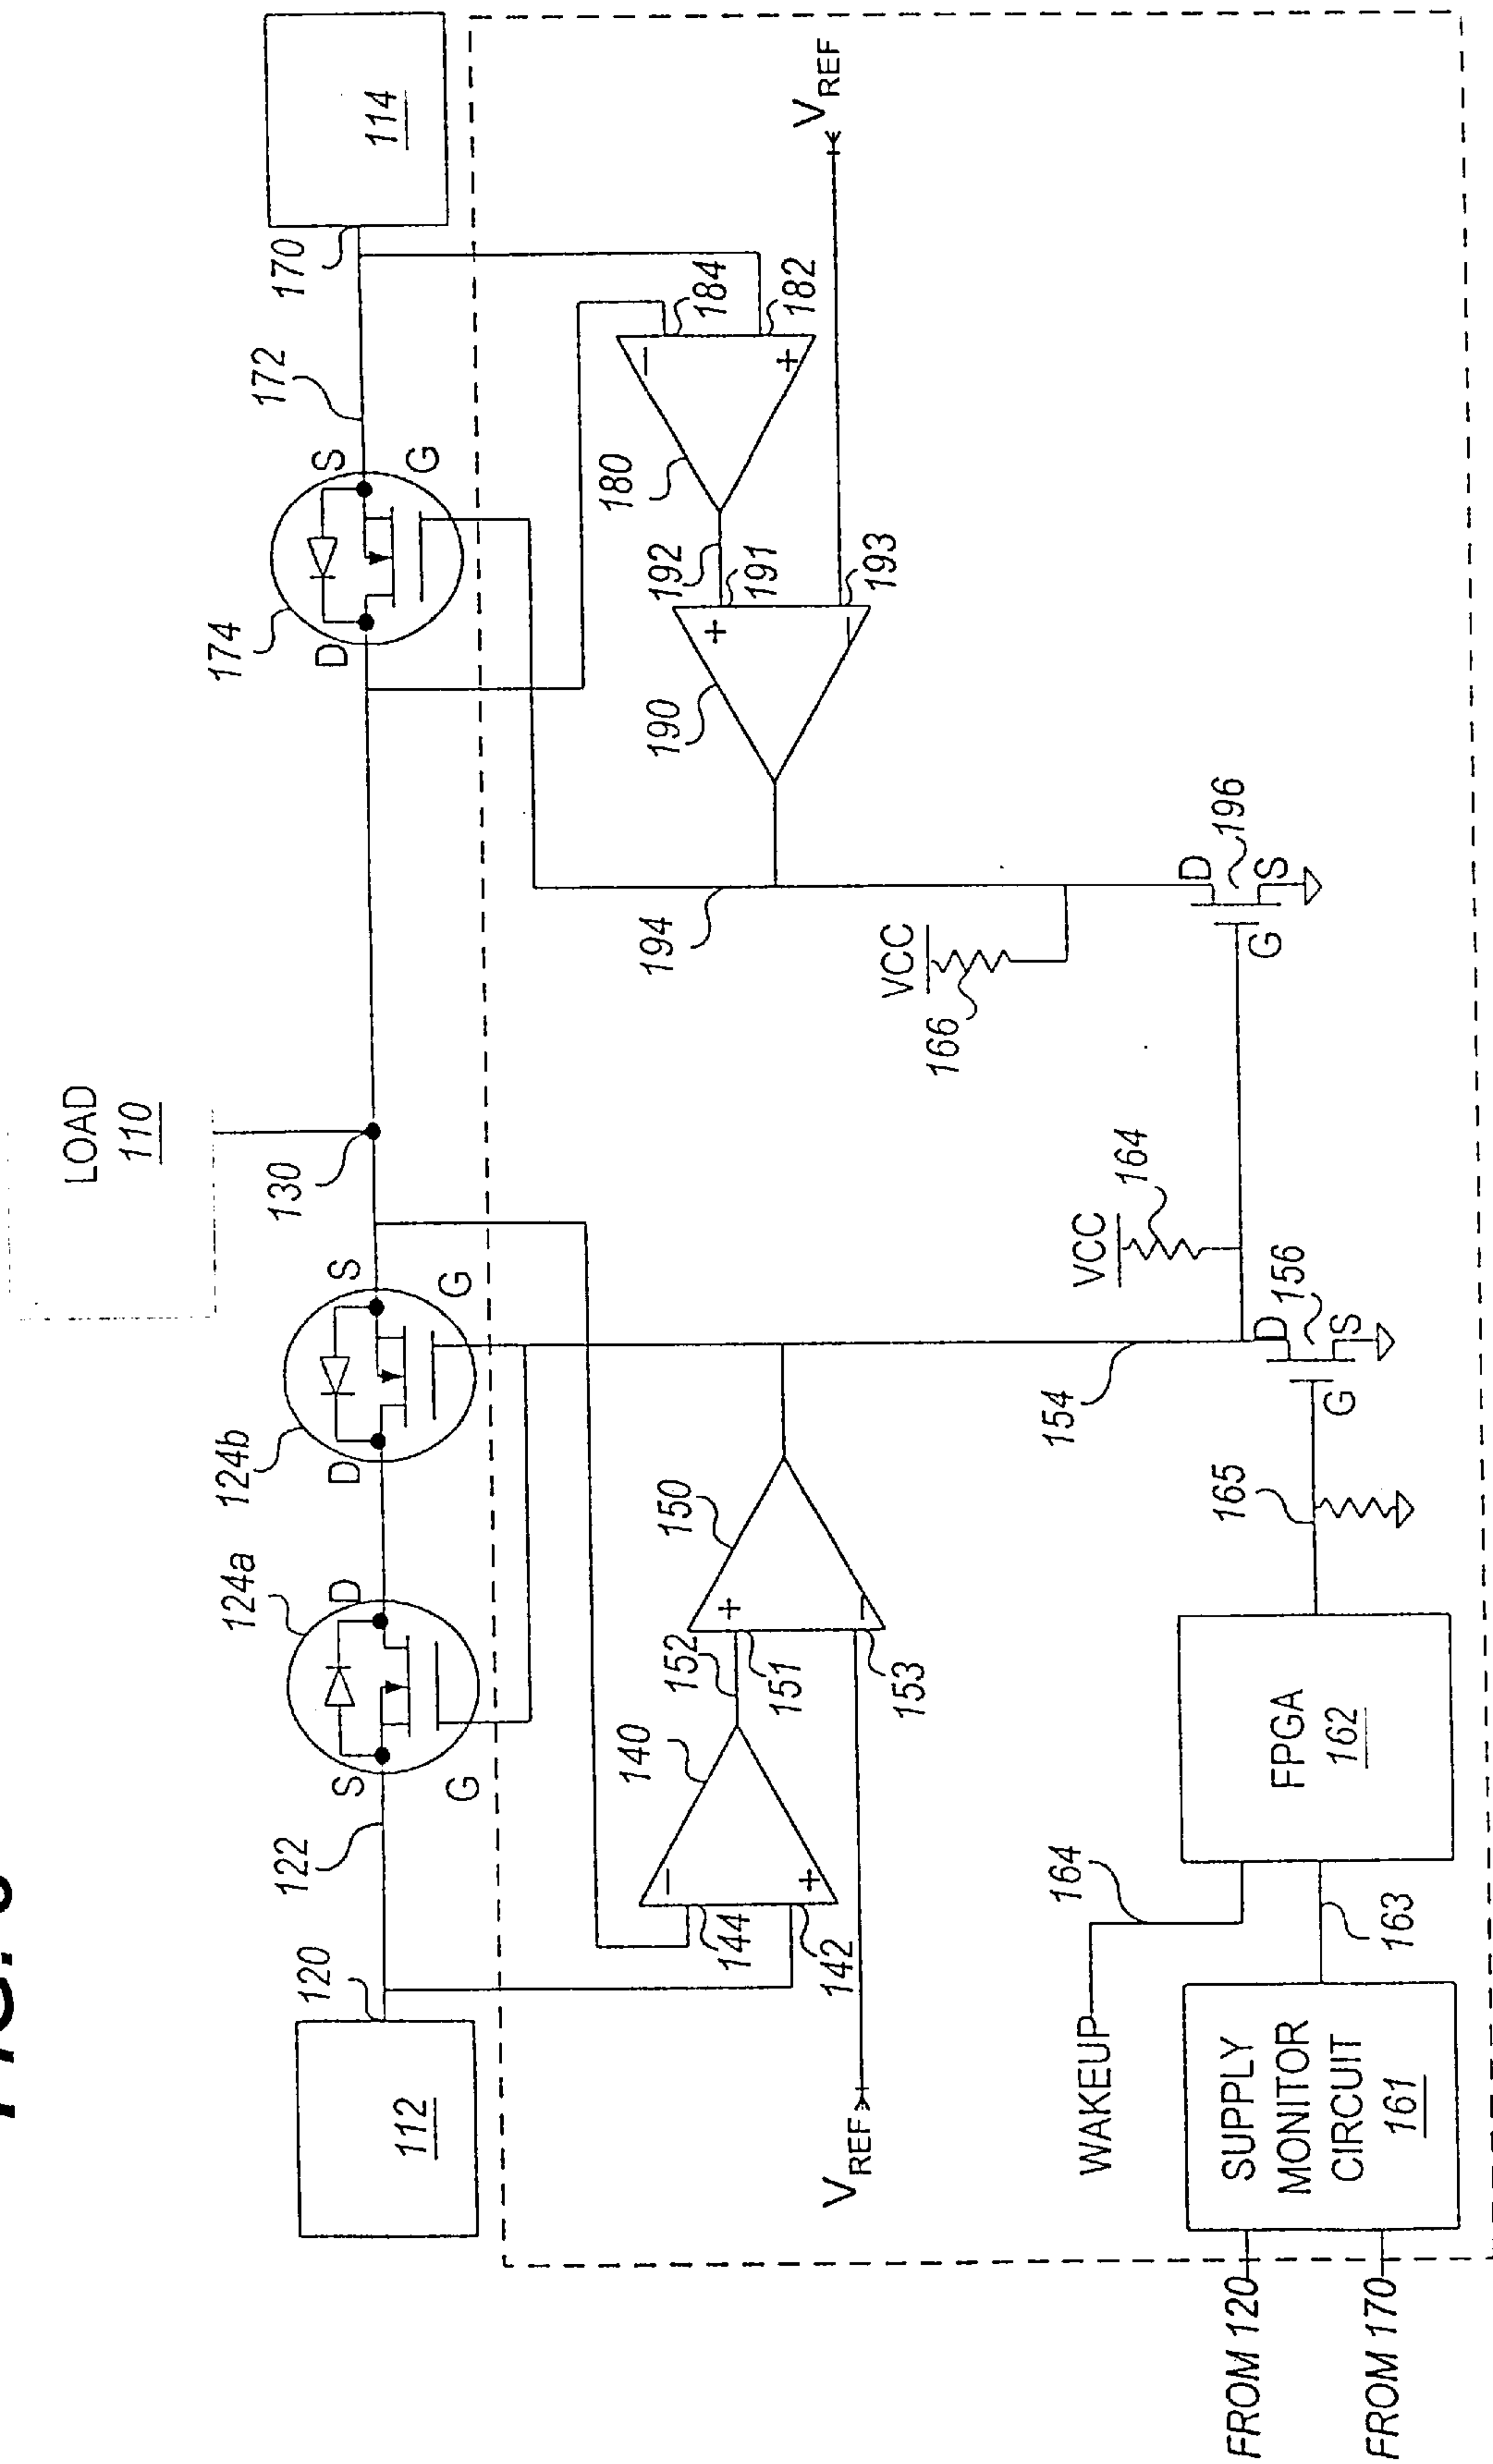 LOAD
110
112
120
122
S
G
124a
D
D
124b
S
G
130
D
174
S
G
172
170
114
144
142
140
152
151
153
150
VREF
154
194
190
192
191
193
180
184
182
VREF
VCC
166
VCC
164
D
G
S
196
D
G
S
156
165
WAKEUP
164
FPGA
162
163
SUPPLY
MONITOR
CIRCUIT
161
FROM 120
FROM 170
−
+
+
−
+
−
−
+